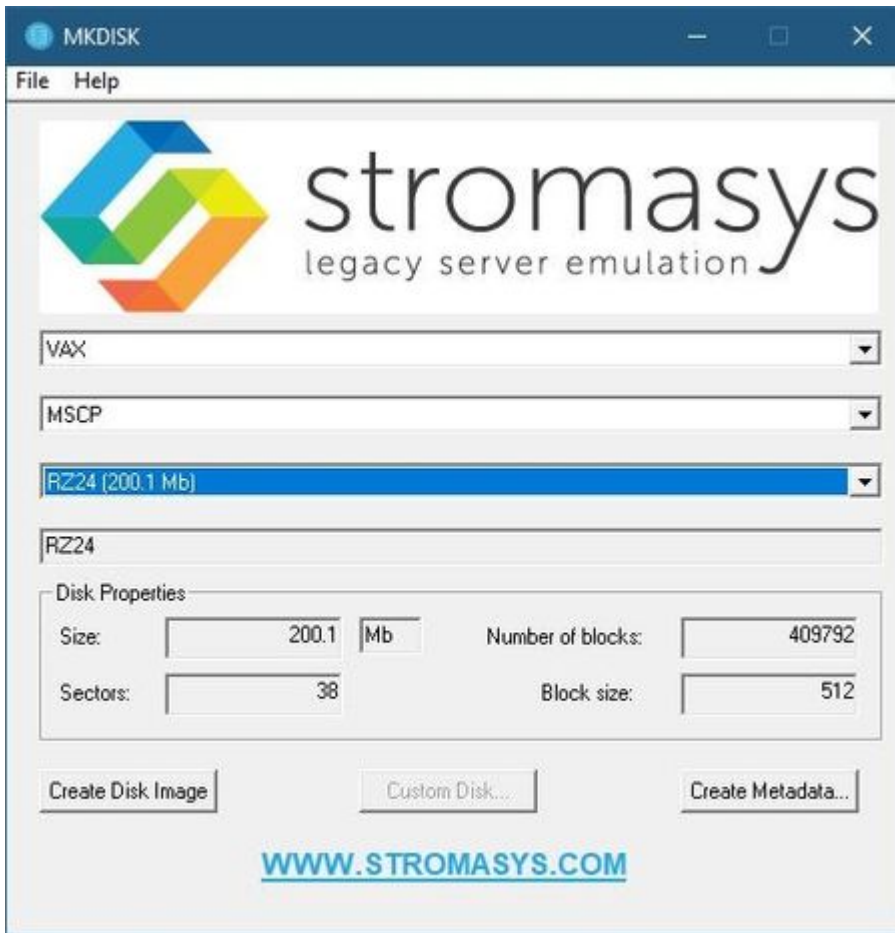 MKDISK
File Help
stromasys
legacy server emulation
VAX
MSCP
RZ24 (200.1 Mb)
RZ24
Disk Properties
Size: 200.1 Mb Number of blocks: 409792
Sectors: 38 Block size: 512
Create Disk Image Custom Disk... Create Metadata...
WWW.STROMASYS.COM